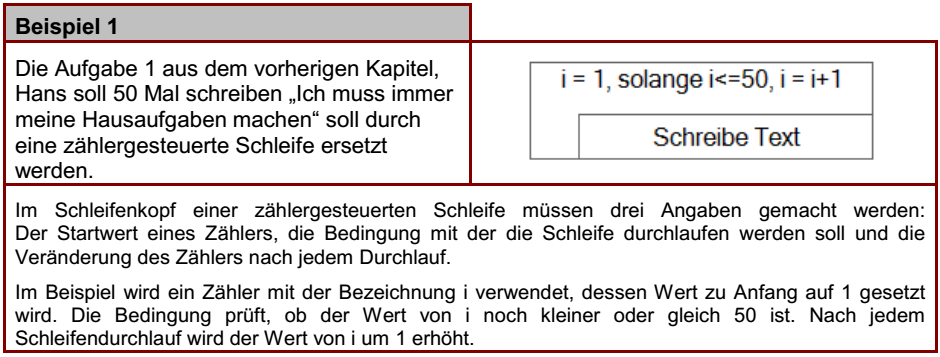 Beispiel 1
Die Aufgabe 1 aus dem vorherigen Kapitel,
Hans soll 50 Mal schreiben „Ich muss immer
meine Hausaufgaben machen“ soll durch
eine zählergesteuerte Schleife ersetzt
werden.
i = 1, solange i<=50, i = i+1
Schreibe Text
Im Schleifenkopf einer zählergesteuerten Schleife müssen drei Angaben gemacht werden:
Der Startwert eines Zählers, die Bedingung mit der die Schleife durchlaufen werden soll und die
Veränderung des Zählers nach jedem Durchlauf.
Im Beispiel wird ein Zähler mit der Bezeichnung i verwendet, dessen Wert zu Anfang auf 1 gesetzt
wird. Die Bedingung prüft, ob der Wert von i noch kleiner oder gleich 50 ist. Nach jedem
Schleifendurchlauf wird der Wert von i um 1 erhöht.